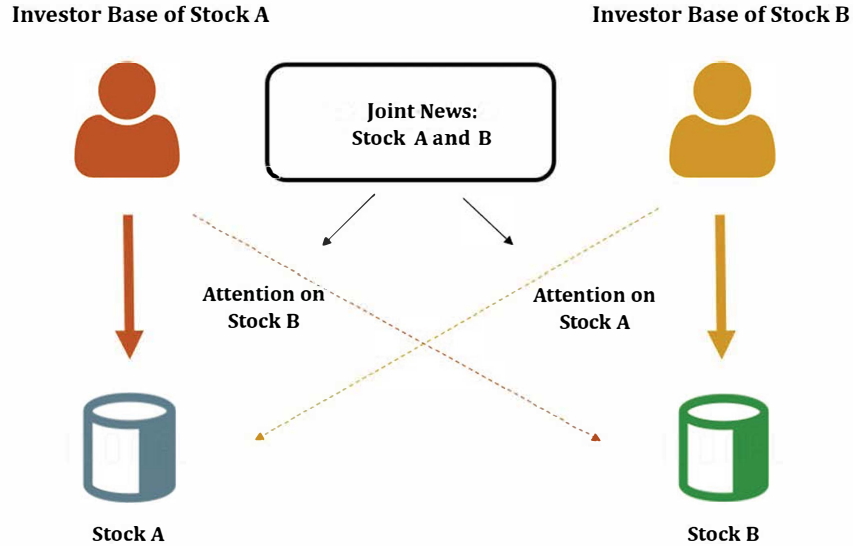 Investor Base of Stock A
Investor Base of Stock B
Joint News:
Stock A and B
Attention on
Stock B
Attention on
Stock A
Stock A
Stock B